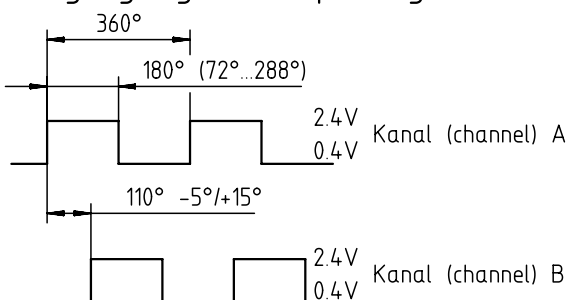 360°
180° (72°...288°)
2.4V
0.4V
Kanal (channel) A
110° -5°/+15°
2.4V
0.4V
Kanal (channel) B